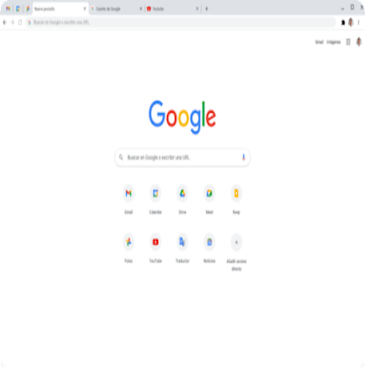 Nueva pestaña
Cuenta de Google
Youtube
Buscar en Google o escribir una URL
Gmail Imágenes
Google
Buscar en Google o escribir una URL
Gmail Calendar Drive Meet Keep
Fotos YouTube Traductor Noticias Añadir acceso
directo